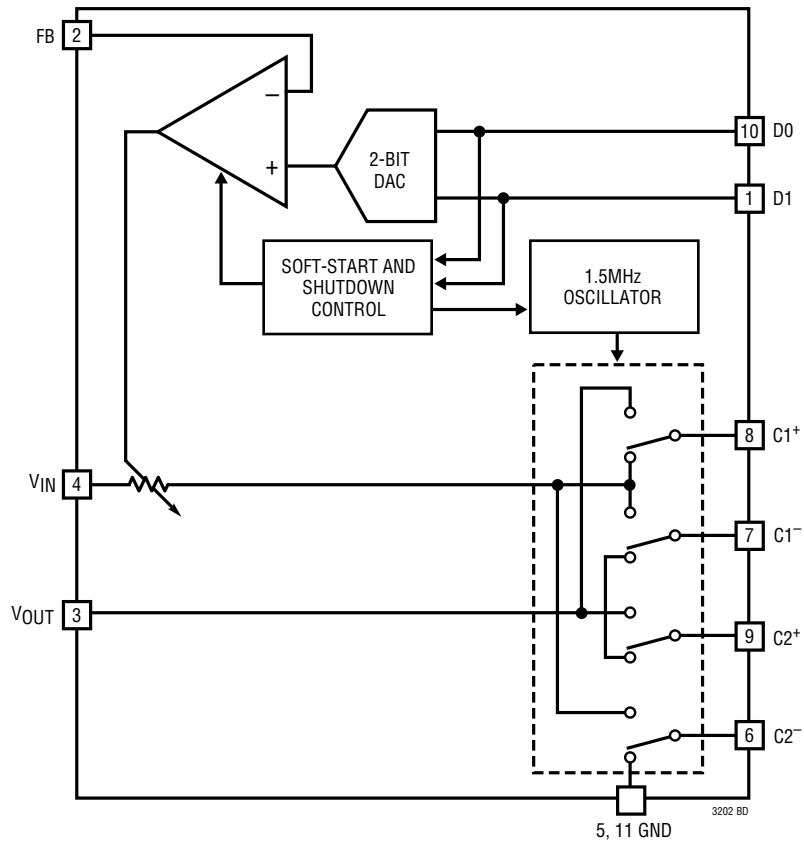 FB 2
−
+
2-BIT
DAC
10 D0
1 D1
SOFT-START AND
SHUTDOWN
CONTROL
1.5MHz
OSCILLATOR
8 C1+
VIN 4
7 C1−
VOUT 3
9 C2+
6 C2−
3202 BD
5, 11 GND